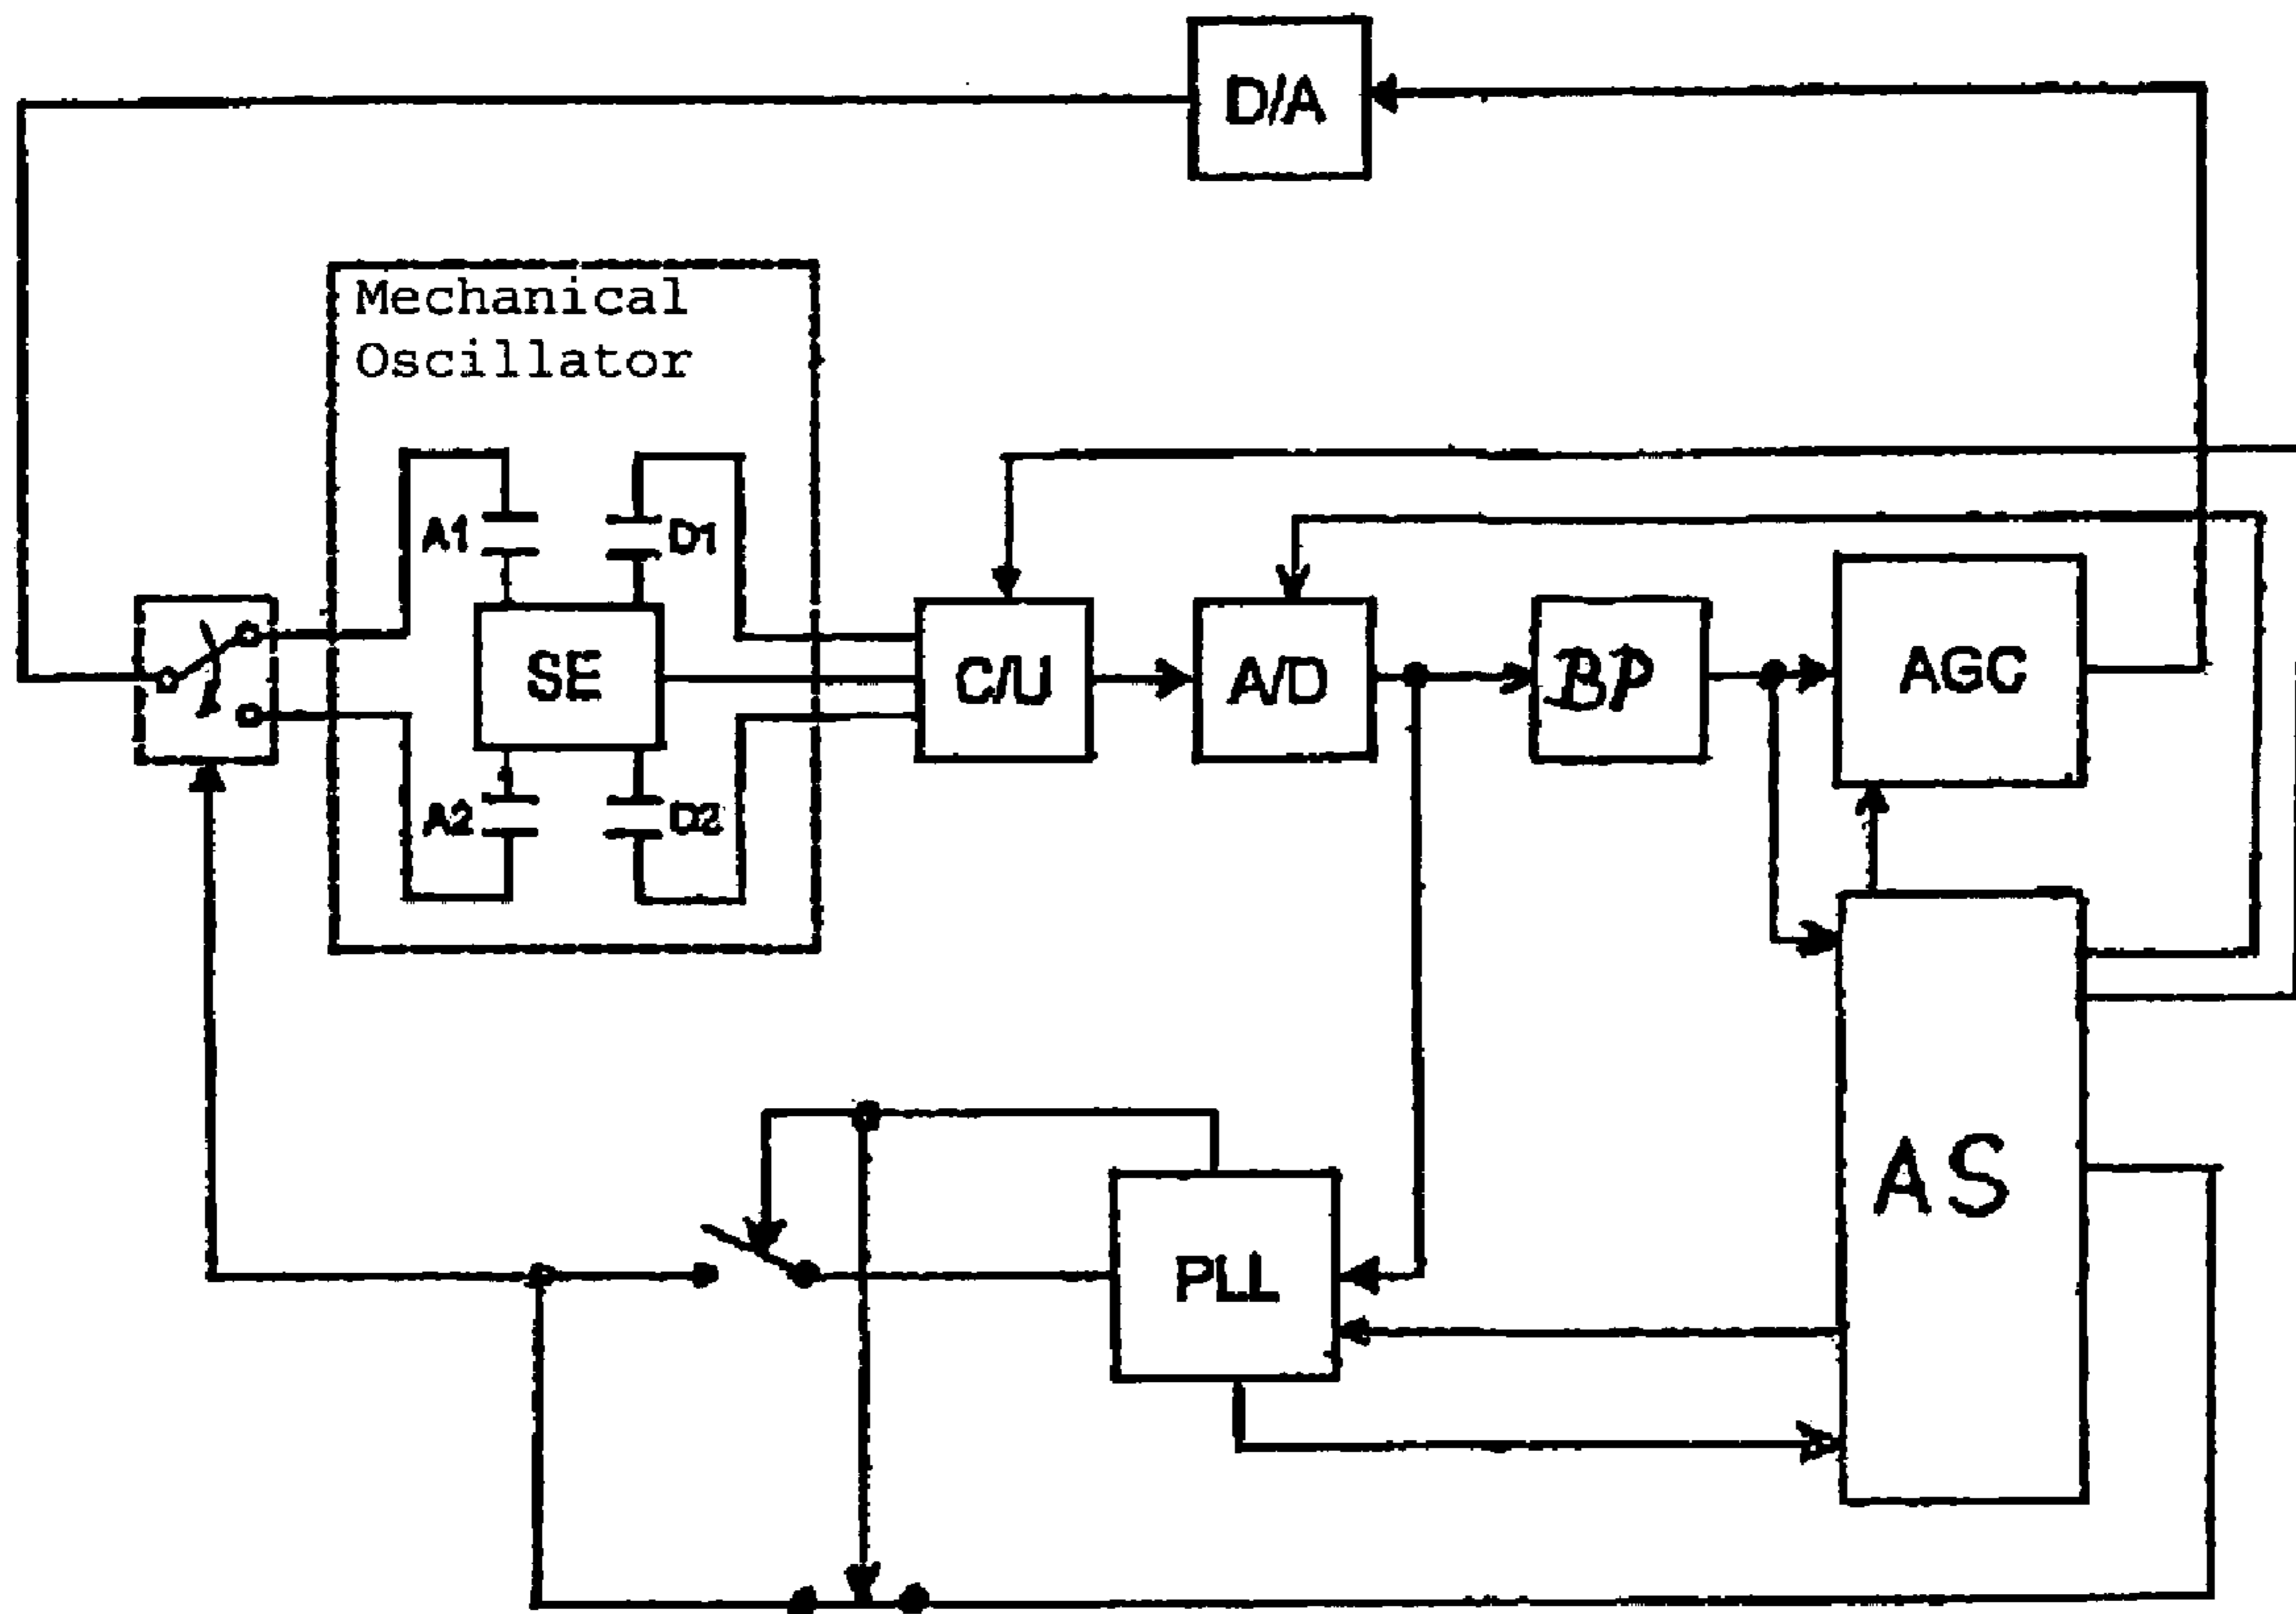 D/A
Mechanical
Oscillator
A1
D1
SE
C/U
A/D
BP
AGC
A2
D2
AS
PLL